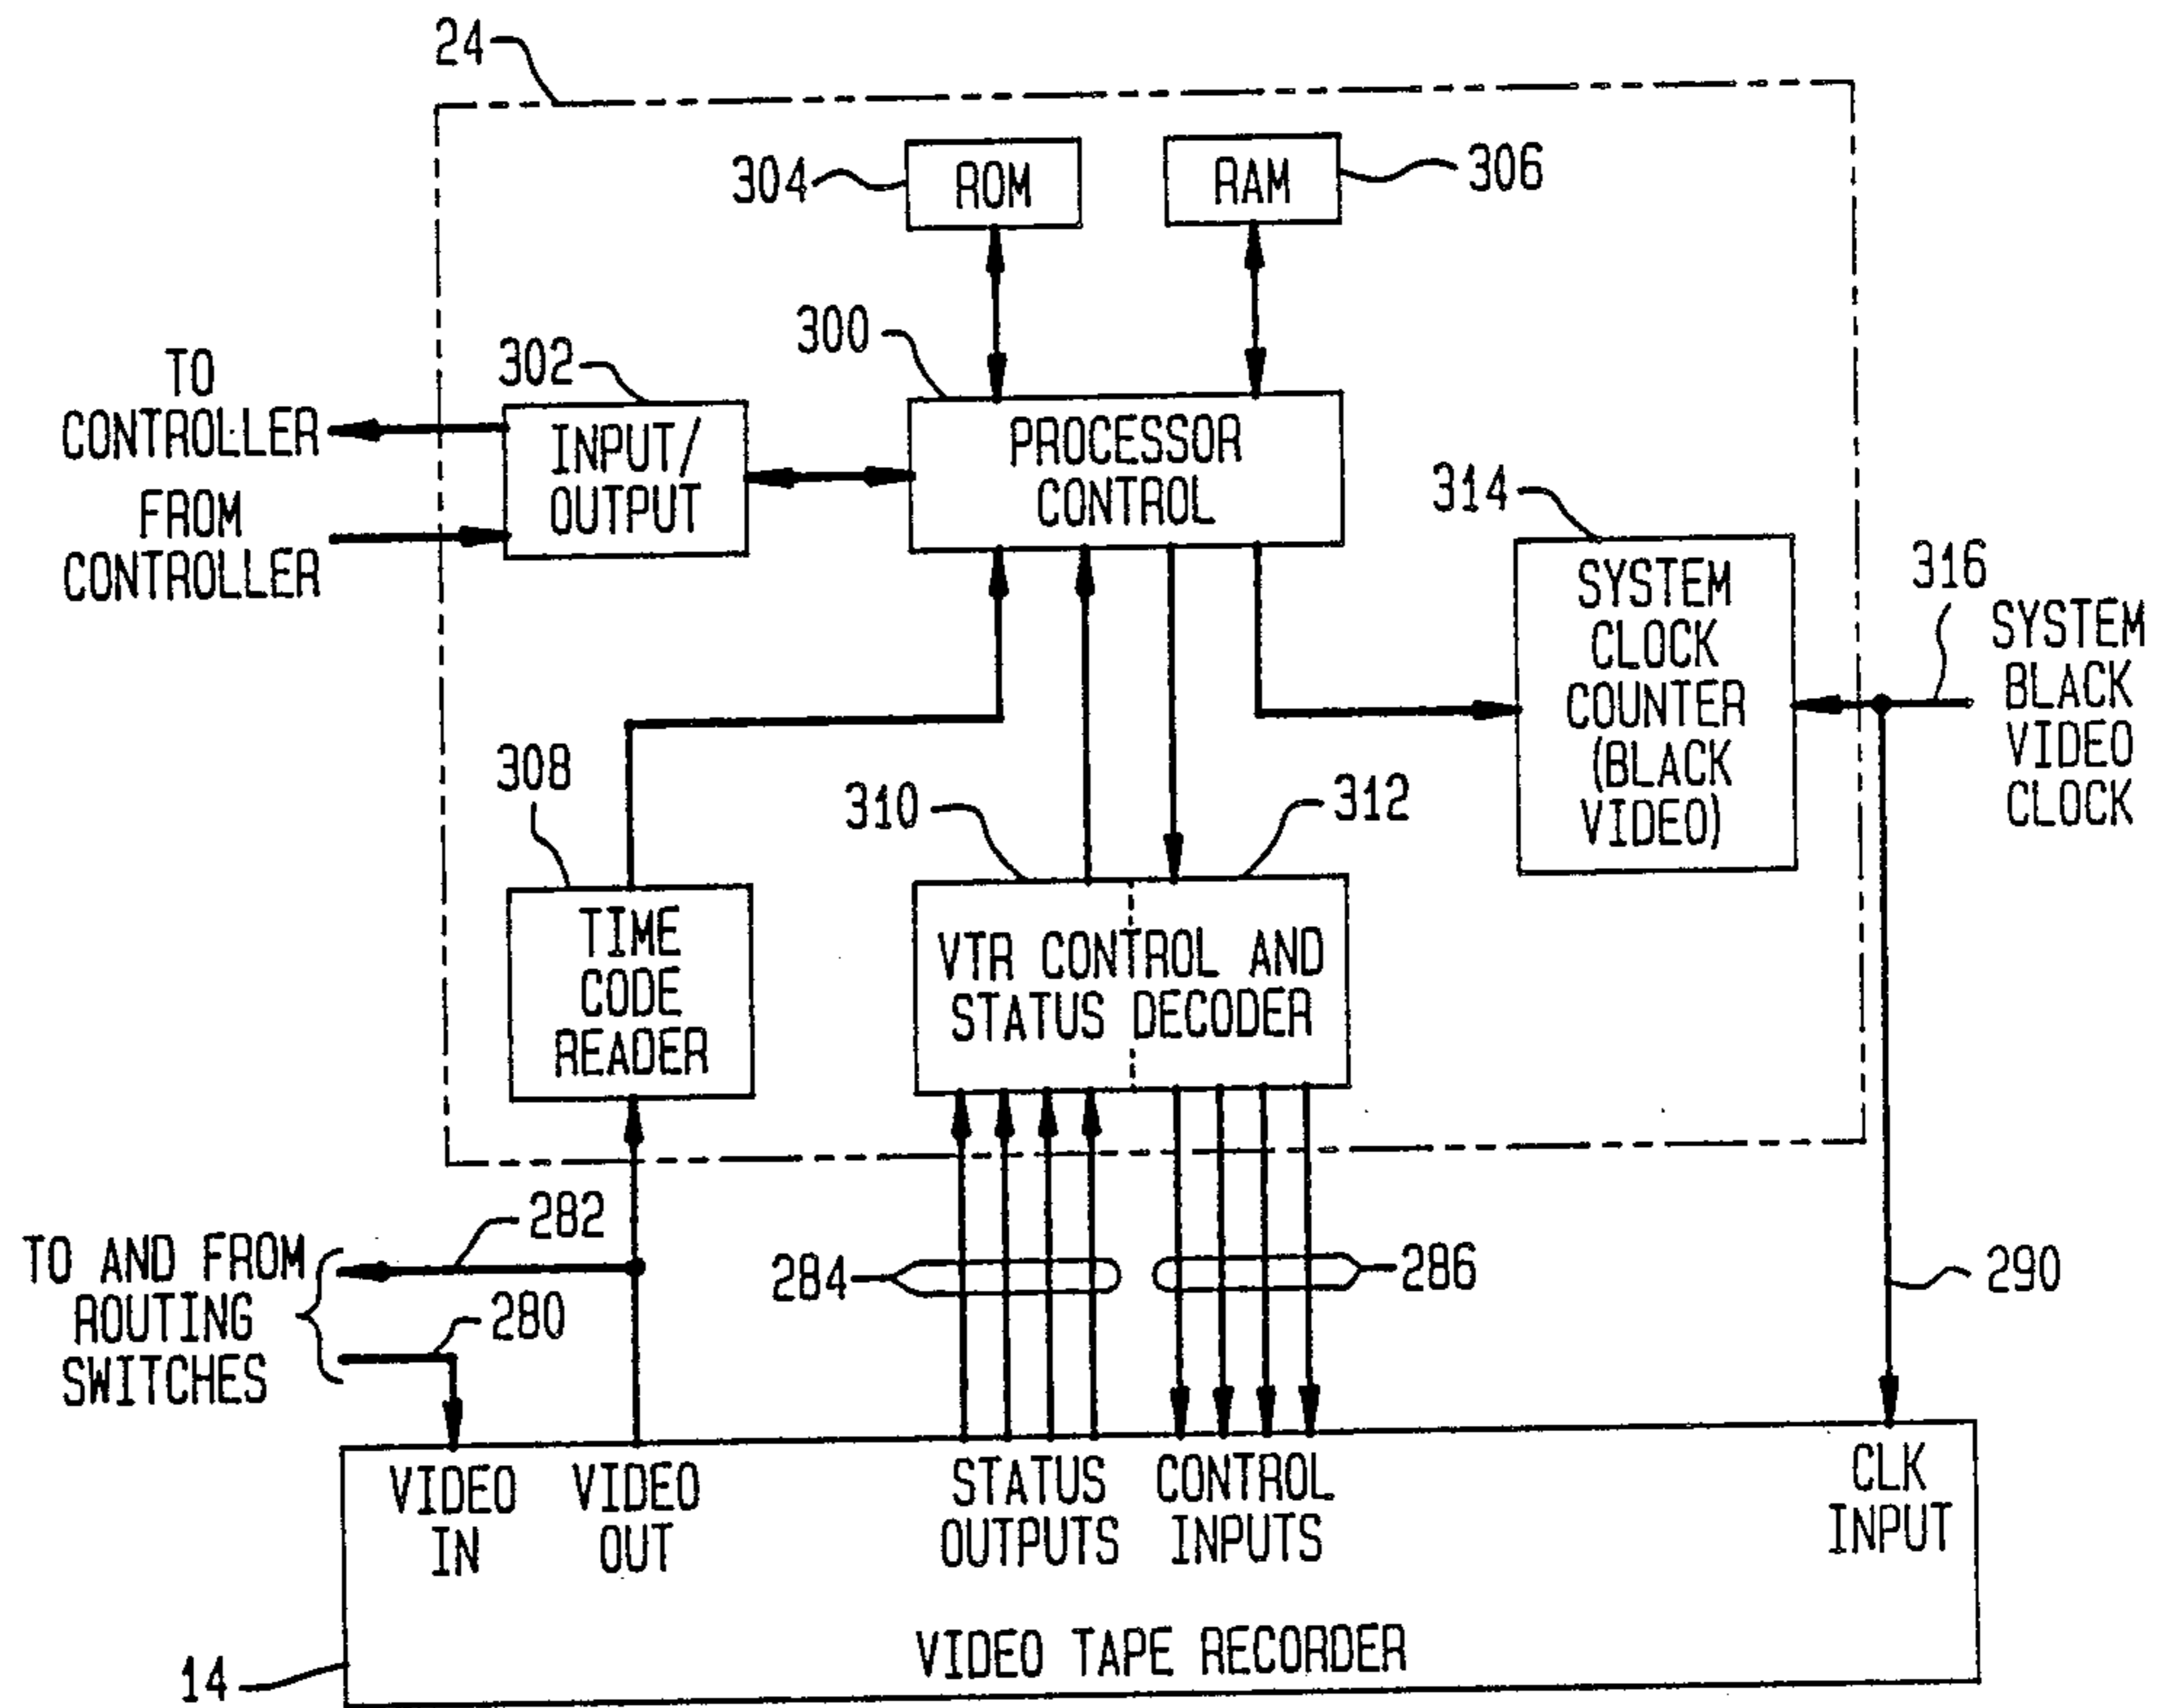 24
304
ROM
RAM
306
300
TO
CONTROLLER
302
INPUT/
OUTPUT
PROCESSOR
CONTROL
FROM
CONTROLLER
314
SYSTEM
CLOCK
COUNTER
(BLACK
VIDEO)
316
SYSTEM
BLACK
VIDEO
CLOCK
308
310
312
TIME
CODE
READER
VTR CONTROL AND
STATUS DECODER
282
TO AND FROM
ROUTING
SWITCHES
280
284
286
290
VIDEO
IN
VIDEO
OUT
STATUS
OUTPUTS
CONTROL
INPUTS
CLK
INPUT
VIDEO TAPE RECORDER
14